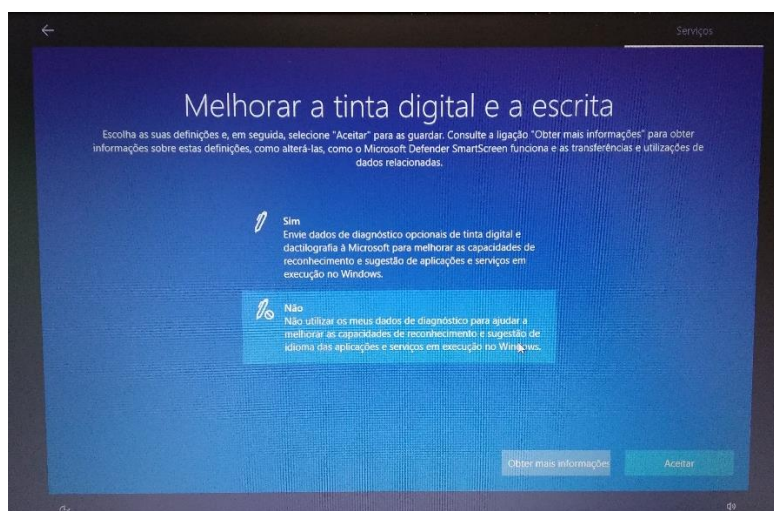 Serviços
Melhorar a tinta digital e a escrita
Escolha as suas definições e, em seguida, selecione "Aceitar" para as guardar. Consulte a ligação "Obter mais informações" para obter
informações sobre estas definições, como alterá-las, como o Microsoft Defender SmartScreen funciona e as transferências e utilizações de
dados relacionadas.
Sim
Envie dados de diagnóstico opcionais de tinta digital e
dactilografia à Microsoft para melhorar as capacidades de
reconhecimento e sugestão de aplicações e serviços em
execução no Windows.
Não
Não utilizar os meus dados de diagnóstico para ajudar a
melhorar as capacidades de reconhecimento e sugestão de
idioma das aplicações e serviços em execução no Windows.
Obter mais informações
Aceitar